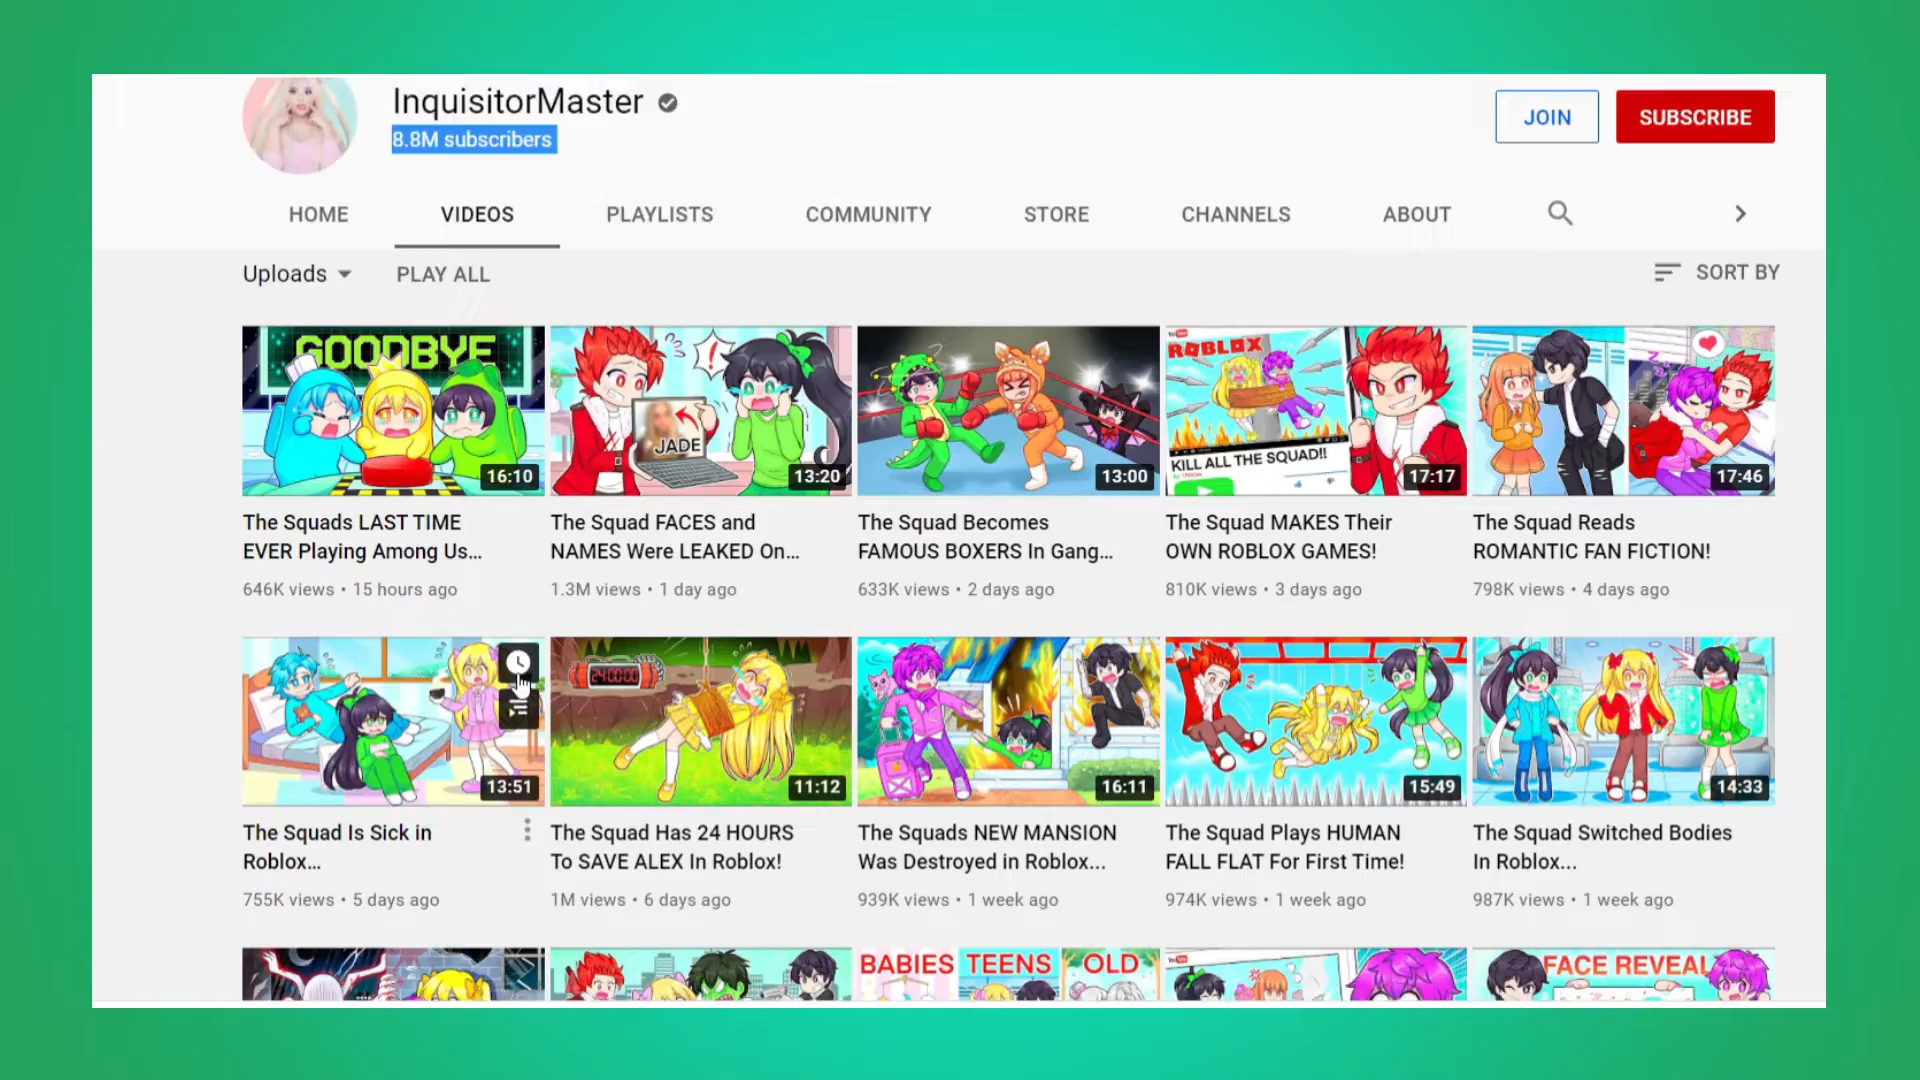 InquisitorMaster
8.8M subscribers
JOIN
SUBSCRIBE
HOME
VIDEOS
PLAYLISTS
COMMUNITY
STORE
CHANNELS
ABOUT
Uploads
PLAY ALL
SORT BY
GOODBYE
16:10
JADE
13:20
13:00
ROBLOX
KILL ALL THE SQUAD!!
17:17
17:46
The Squads LAST TIME
EVER Playing Among Us...
646K views • 15 hours ago
The Squad FACES and
NAMES Were LEAKED On...
1.3M views • 1 day ago
The Squad Becomes
FAMOUS BOXERS In Gang...
633K views • 2 days ago
The Squad MAKES Their
OWN ROBLOX GAMES!
810K views • 3 days ago
The Squad Reads
ROMANTIC FAN FICTION!
798K views • 4 days ago
13:51
24:00:00
11:12
16:11
15:49
14:33
The Squad Is Sick in
Roblox...
755K views • 5 days ago
The Squad Has 24 HOURS
To SAVE ALEX In Roblox!
1M views • 6 days ago
The Squads NEW MANSION
Was Destroyed in Roblox...
939K views • 1 week ago
The Squad Plays HUMAN
FALL FLAT For First Time!
974K views • 1 week ago
The Squad Switched Bodies
In Roblox...
987K views • 1 week ago
BABIES
TEENS
OLD
FACE REVEAL